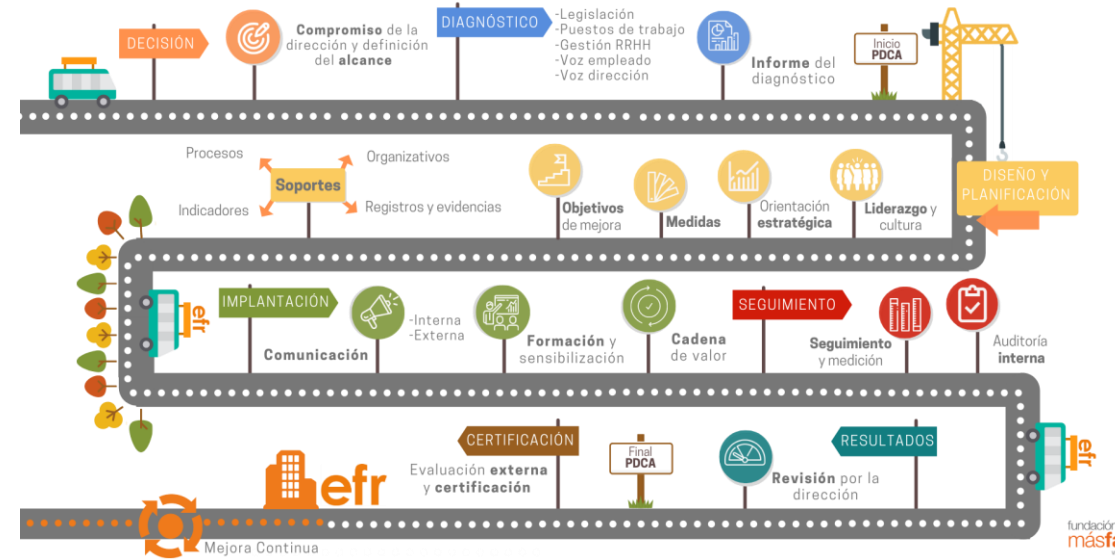 DECISIÓN
Compromiso de la
dirección y definición
del alcance
DIAGNÓSTICO
-Legislación
-Puestos de trabajo
-Gestión RRHH
-Voz empleado
-Voz dirección
Informe del
diagnóstico
Inicio
PDCA
DISEÑO Y
PLANIFICACIÓN
Liderazgo y
cultura
Orientación
estratégica
Medidas
Objetivos
de mejora
Soportes
Procesos
Organizativos
Indicadores
Registros y evidencias
efr
IMPLANTACIÓN
Comunicación
-Interna
-Externa
Formación y
sensibilización
Cadena
de valor
SEGUIMIENTO
Seguimiento
y medición
Auditoría
interna
efr
RESULTADOS
Revisión por la
dirección
Final
PDCA
CERTIFICACIÓN
Evaluación externa
y certificación
efr
Mejora Continua
fundación